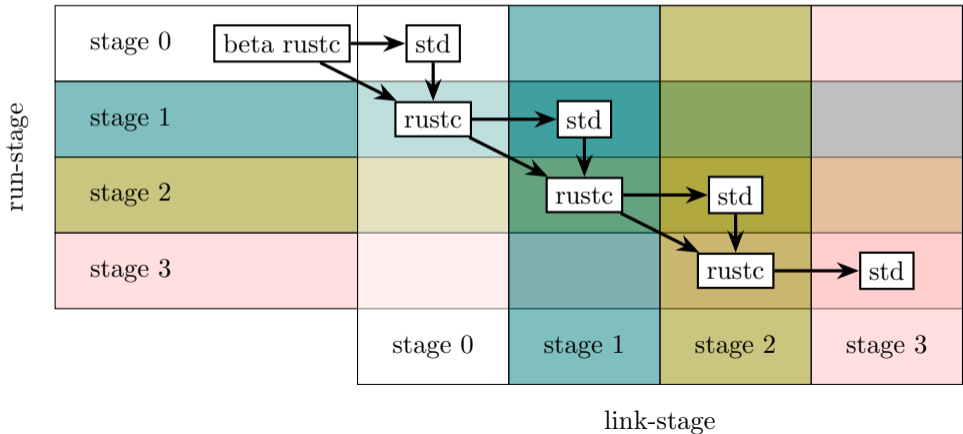 stage 0 beta rustc std
run-stage
stage 1 rustc std
stage 2 rustc std
stage 3 rustc std
stage 0 stage 1 stage 2 stage 3
link-stage